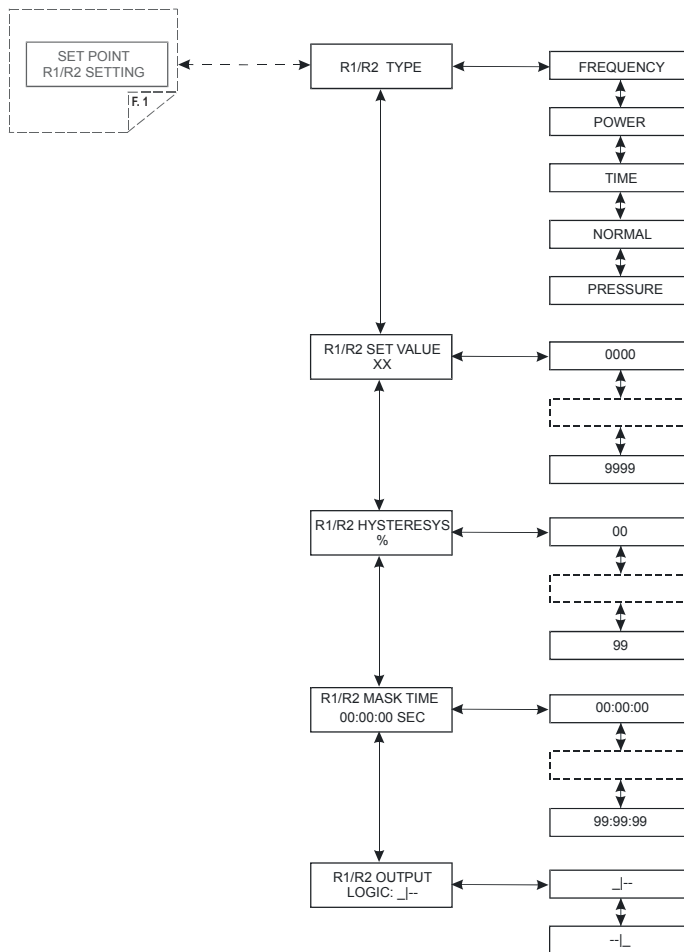 SET POINT
R1/R2 SETTING
F. 1
R1/R2 TYPE
FREQUENCY
POWER
TIME
NORMAL
PRESSURE
R1/R2 SET VALUE
XX
0000
9999
R1/R2 HYSTERESYS
%
00
99
R1/R2 MASK TIME
00:00:00 SEC
00:00:00
99:99:99
R1/R2 OUTPUT
LOGIC: _|--
_|--
--|_